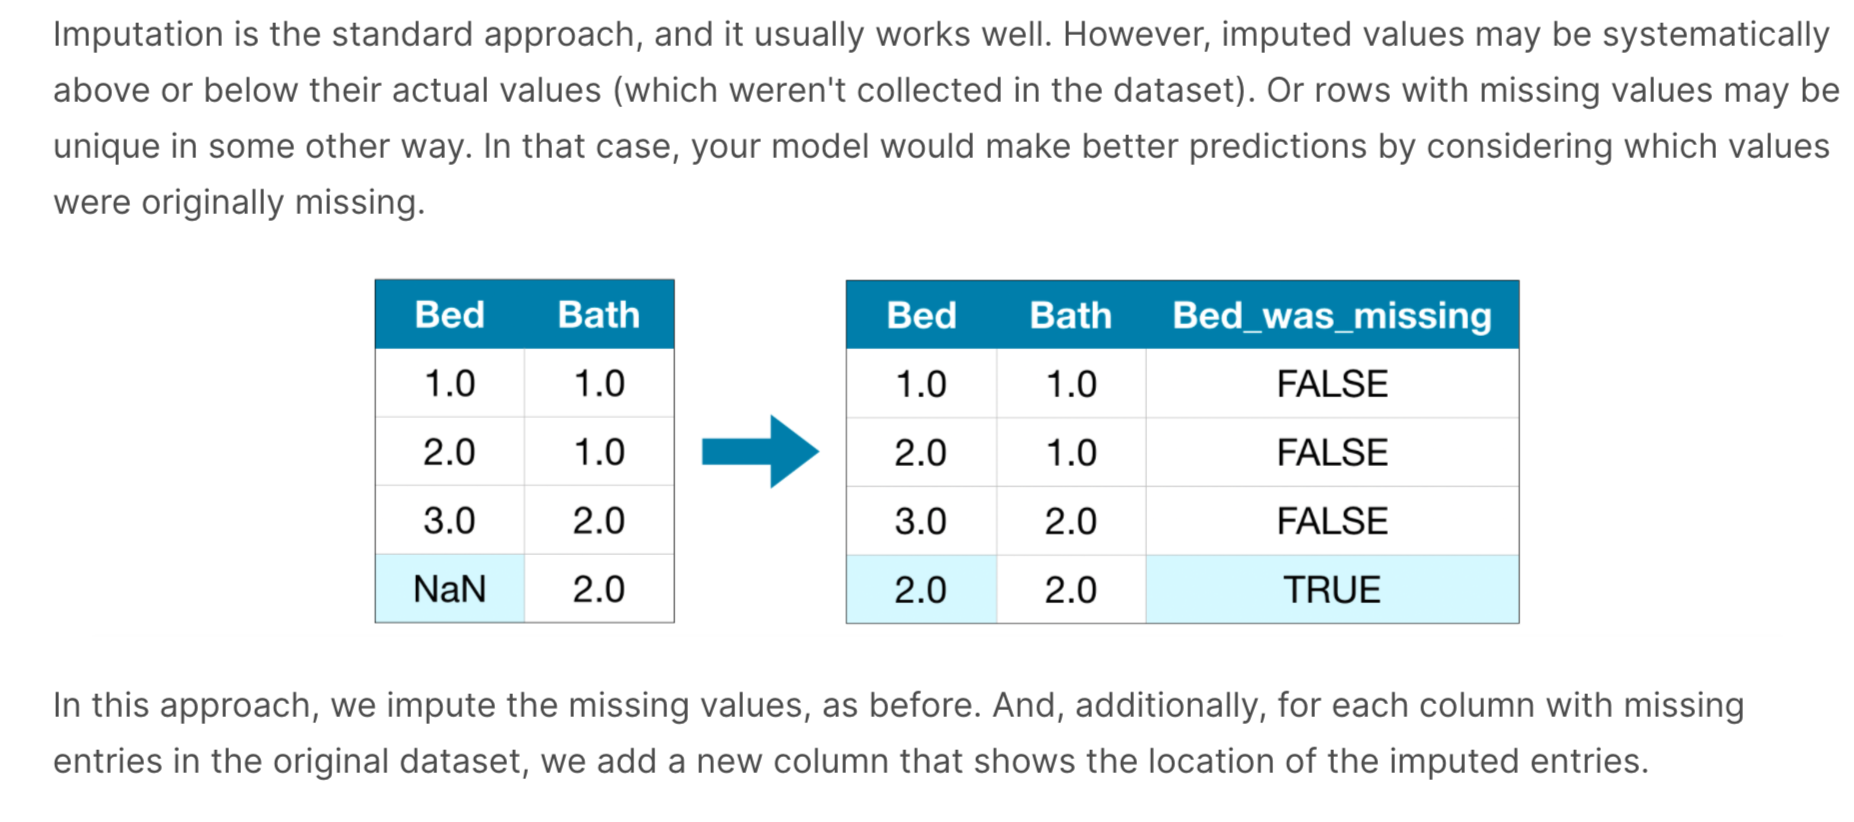 Imputation is the standard approach, and it usually works well. However, imputed values may be systematically
above or below their actual values (which weren't collected in the dataset). Or rows with missing values may be
unique in some other way. In that case, your model would make better predictions by considering which values
were originally missing.
Bed Bath
1.0 1.0
2.0 1.0
3.0 2.0
NaN 2.0
Bed Bath Bed_was_missing
1.0 1.0 FALSE
2.0 1.0 FALSE
3.0 2.0 FALSE
2.0 2.0 TRUE
In this approach, we impute the missing values, as before. And, additionally, for each column with missing
entries in the original dataset, we add a new column that shows the location of the imputed entries.